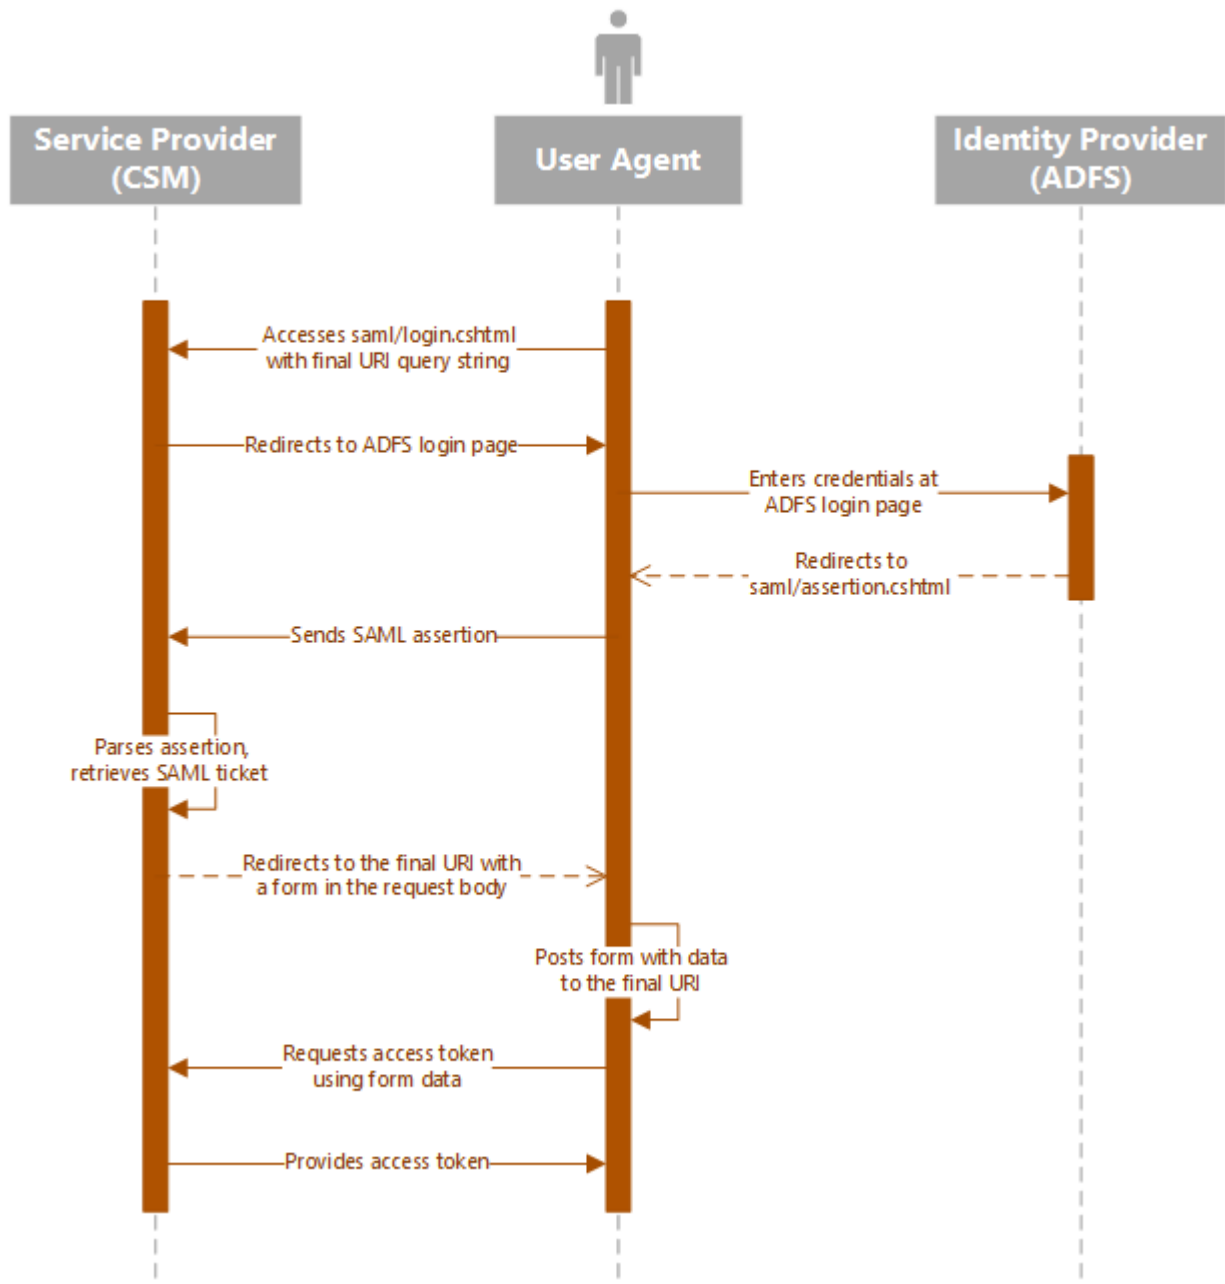 Service Provider
(CSM)
User Agent
Identity Provider
(ADFS)
Accesses saml/login.cshtml
with final URI query string
Redirects to ADFS login page
Enters credentials at
ADFS login page
Redirects to
saml/assertion.cshtml
Sends SAML assertion
Parses assertion,
retrieves SAML ticket
Redirects to the final URI with
a form in the request body
Posts form with data
to the final URI
Requests access token
using form data
Provides access token